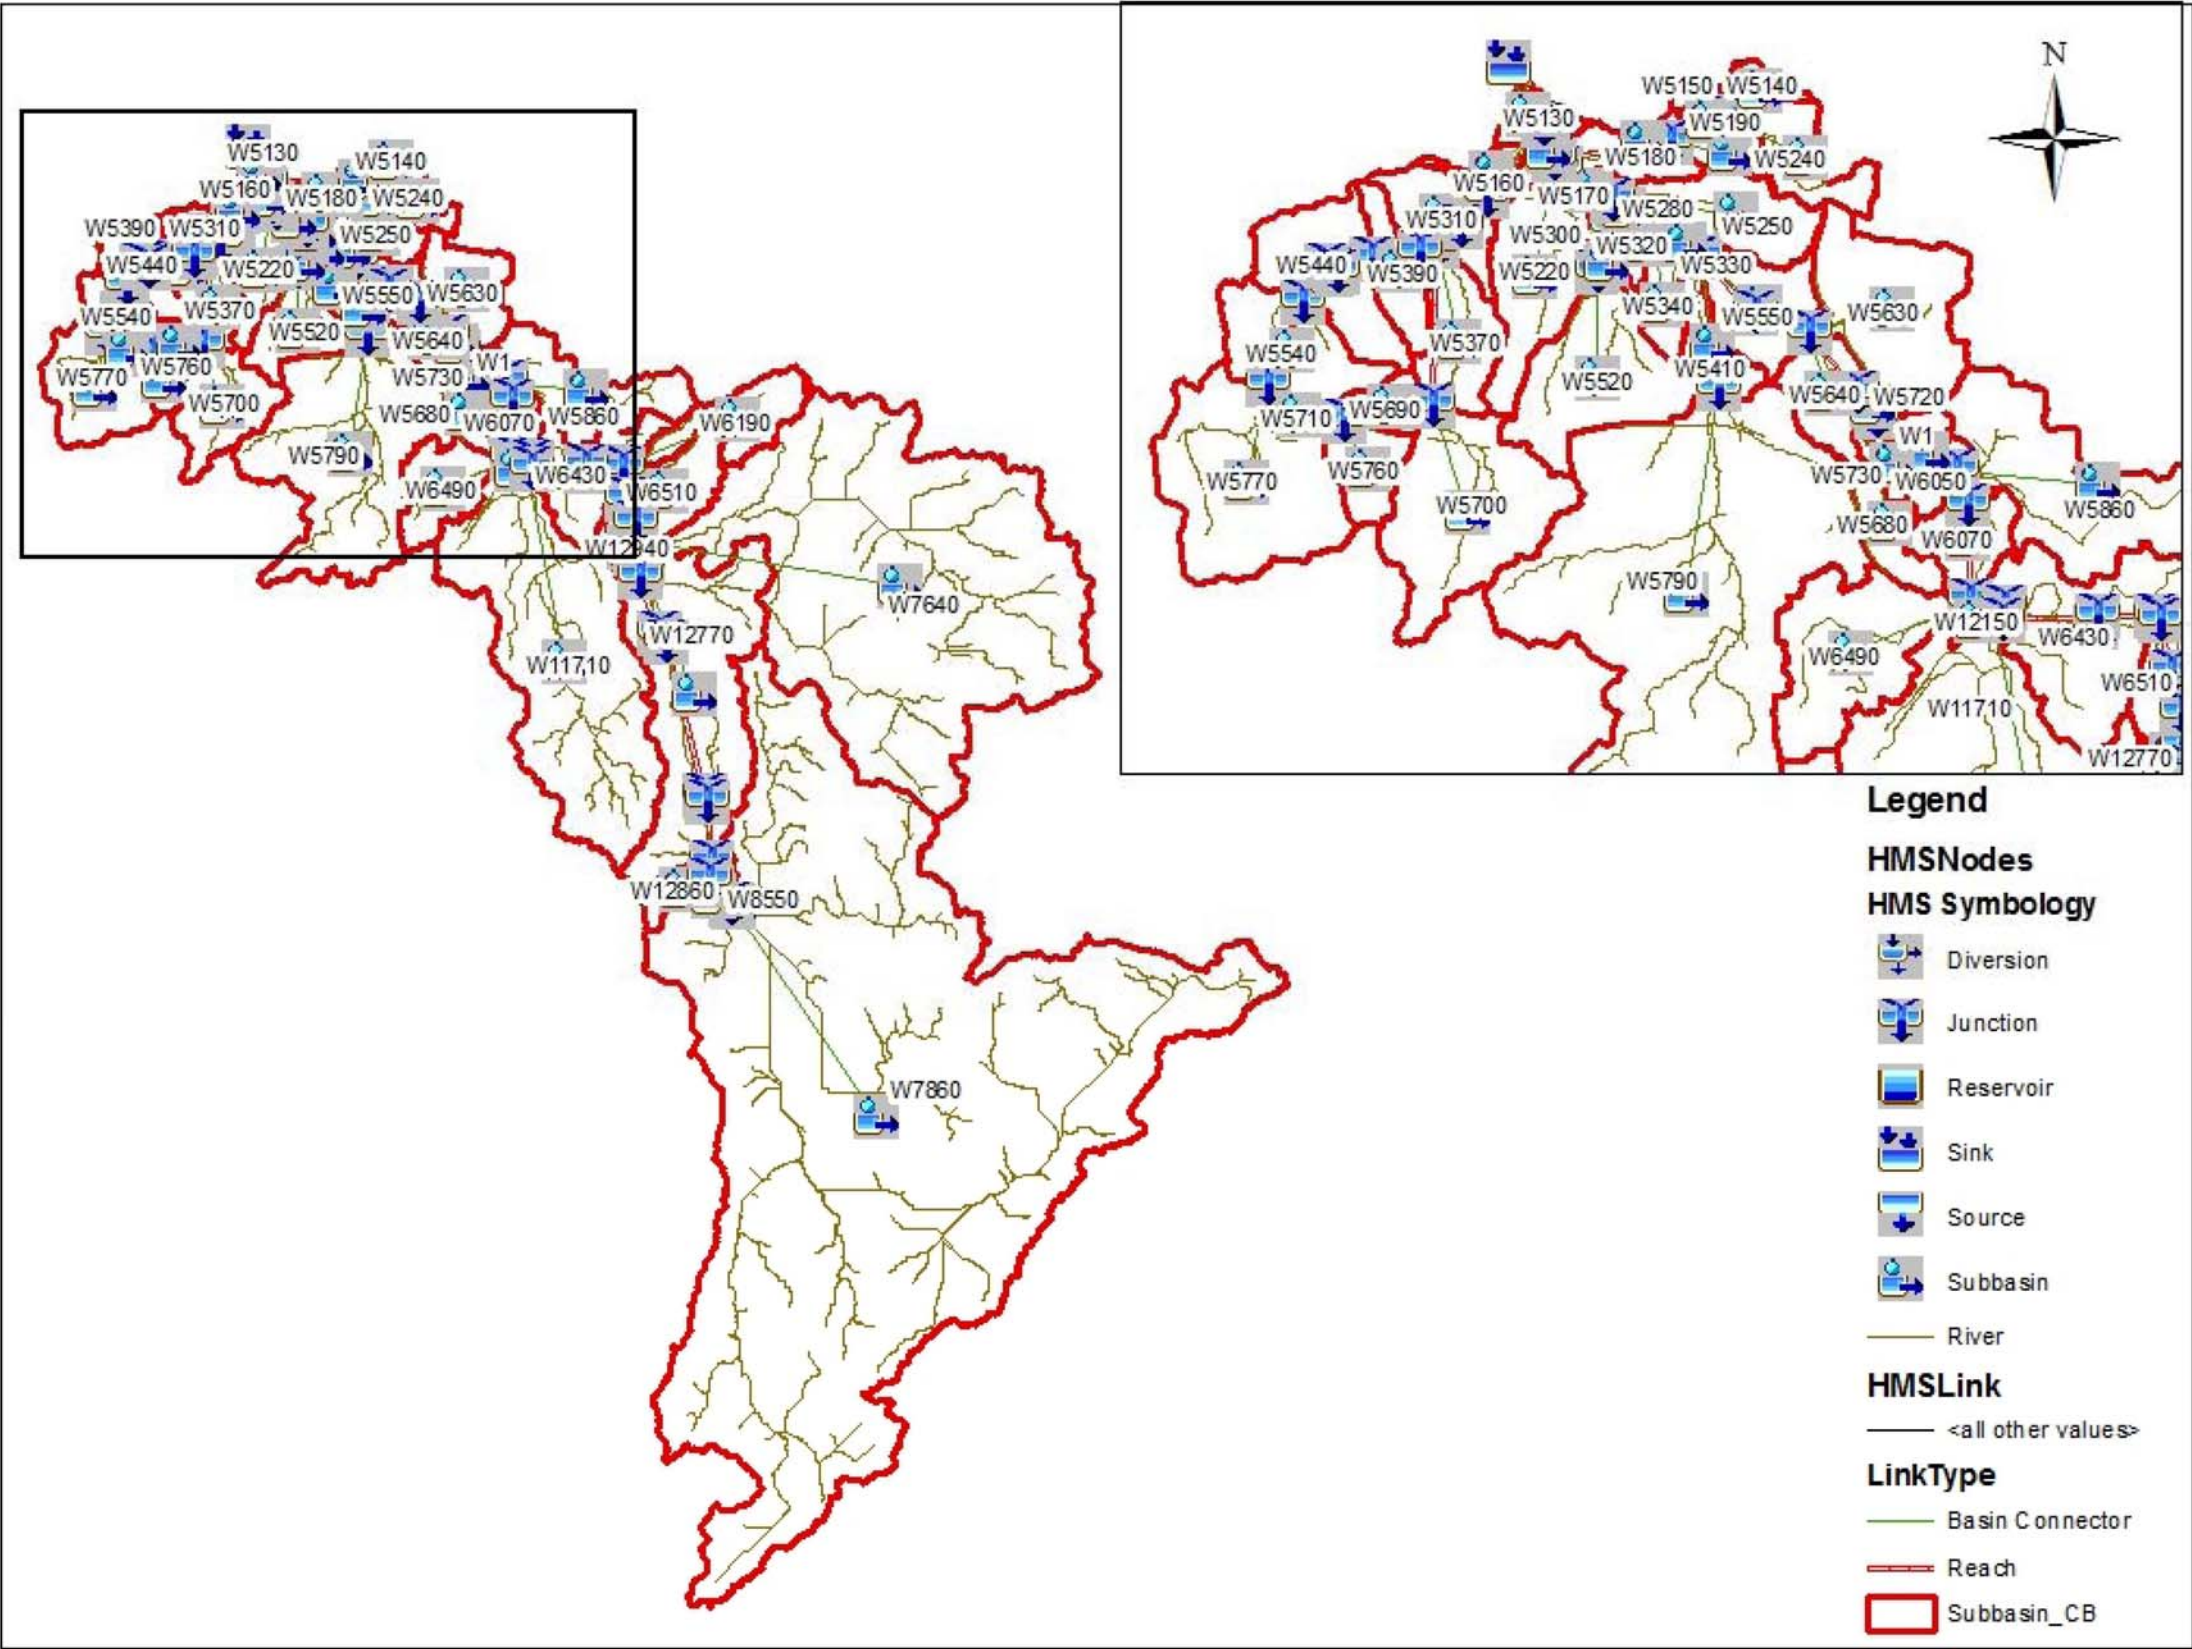 W5130
W5140
W5160
W5180
W5240
W5390
W5310
W5250
W5440
W5220
W5550
W5630
W5540
W5370
W5520
W5640
W5770
W5760
W5730
W1
W5700
W5680
W6070
W5860
W6190
W5790
W6490
W6430
W6510
W12940
W7640
W12770
W11710
W12860
W8550
W7860
N
W5150
W5140
W5130
W5190
W5180
W5240
W5160
W5170
W5310
W5280
W5250
W5300
W5320
W5440
W5390
W5220
W5330
W5340
W5550
W5630
W5540
W5370
W5520
W5410
W5710
W5690
W5640
W5720
W1
W5770
W5760
W5730
W6050
W5700
W5680
W5860
W6070
W5790
W12150
W6430
W6490
W6510
W11710
W12770
Legend
HMSNodes
HMS Symbology
Diversion
Junction
Reservoir
Sink
Source
Subbasin
River
HMSLink
<all other values>
LinkType
Basin Connector
Reach
Subbasin_CB